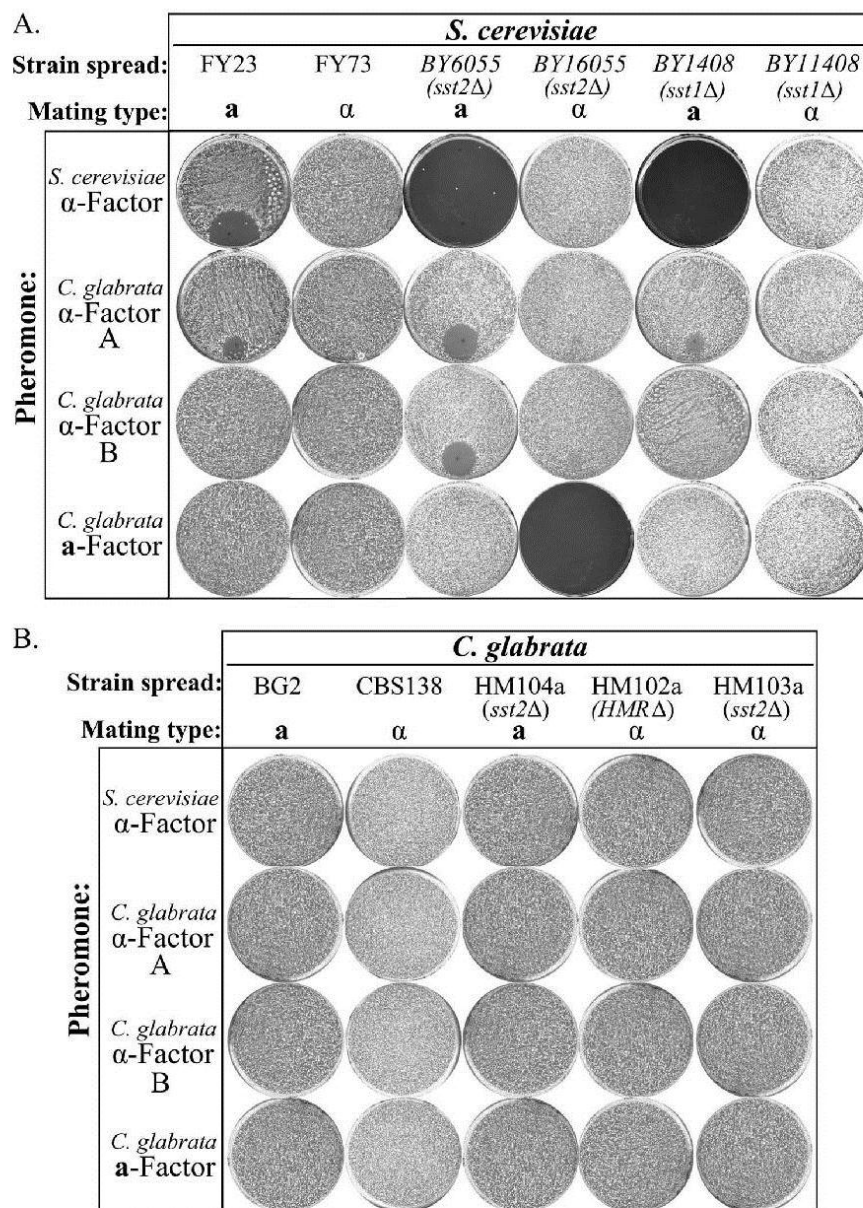 A.
S. cerevisiae
Strain spread: FY23 FY73 BY6055 BY16055 BY1408 BY11408
(sst2Δ) (sst2Δ) (sst1Δ) (sst1Δ)
Mating type: a α a α a α
Pheromone:
S. cerevisiae
α-Factor
C. glabrata
α-Factor
A
C. glabrata
α-Factor
B
C. glabrata
a-Factor
B.
C. glabrata
Strain spread: BG2 CBS138 HM104a HM102a HM103a
(sst2Δ) (HMRΔ) (sst2Δ)
Mating type: a α a α α
Pheromone:
S. cerevisiae
α-Factor
C. glabrata
α-Factor
A
C. glabrata
α-Factor
B
C. glabrata
a-Factor